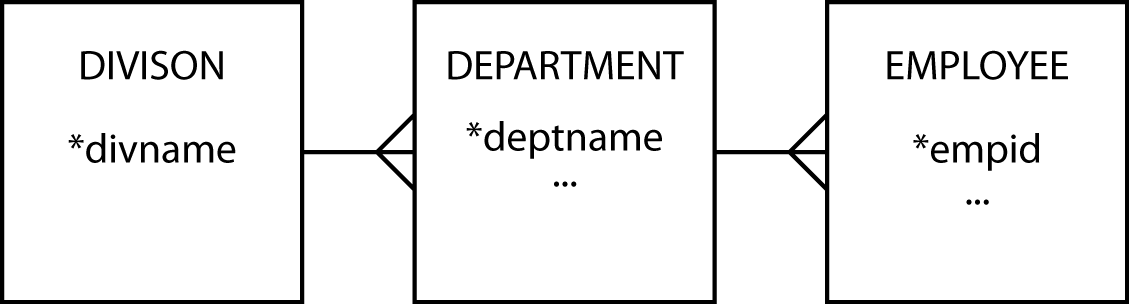 DIVISON
*divname
DEPARTMENT
*deptname
...
EMPLOYEE
*empid
...